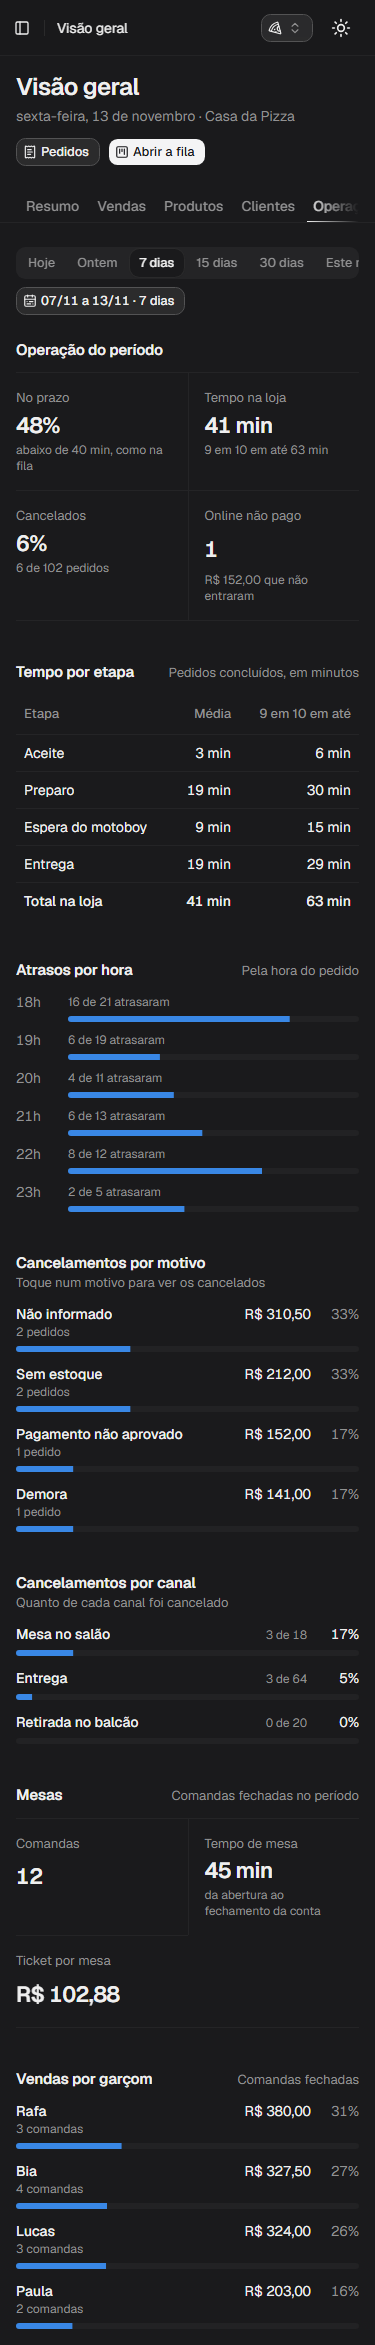 Visão geral
Visão geral
sexta-feira, 13 de novembro · Casa da Pizza
Pedidos
Abrir a fila
Resumo Vendas Produtos Clientes Opera
Hoje Ontem 7 dias 15 dias 30 dias Este
07/11 a 13/11 · 7 dias
Operação do período
No prazo
48%
abaixo de 40 min, como na
fila
Tempo na loja
41 min
9 em 10 em até 63 min
Cancelados
6%
6 de 102 pedidos
Online não pago
1
R$ 152,00 que não
entraram
Tempo por etapa Pedidos concluídos, em minutos
Etapa Média 9 em 10 em até
Aceite 3 min 6 min
Preparo 19 min 30 min
Espera do motoboy 9 min 15 min
Entrega 19 min 29 min
Total na loja 41 min 63 min
Atrasos por hora Pela hora do pedido
18h 16 de 21 atrasaram
19h 6 de 19 atrasaram
20h 4 de 11 atrasaram
21h 6 de 13 atrasaram
22h 8 de 12 atrasaram
23h 2 de 5 atrasaram
Cancelamentos por motivo
Toque num motivo para ver os cancelados
Não informado R$ 310,50 33%
2 pedidos
Sem estoque R$ 212,00 33%
2 pedidos
Pagamento não aprovado R$ 152,00 17%
1 pedido
Demora R$ 141,00 17%
1 pedido
Cancelamentos por canal
Quanto de cada canal foi cancelado
Mesa no salão 3 de 18 17%
Entrega 3 de 64 5%
Retirada no balcão 0 de 20 0%
Mesas Comandas fechadas no período
Comandas
12
Tempo de mesa
45 min
da abertura ao
fechamento da conta
Ticket por mesa
R$ 102,88
Vendas por garçom Comandas fechadas
Rafa R$ 380,00 31%
3 comandas
Bia R$ 327,50 27%
4 comandas
Lucas R$ 324,00 26%
3 comandas
Paula R$ 203,00 16%
2 comandas